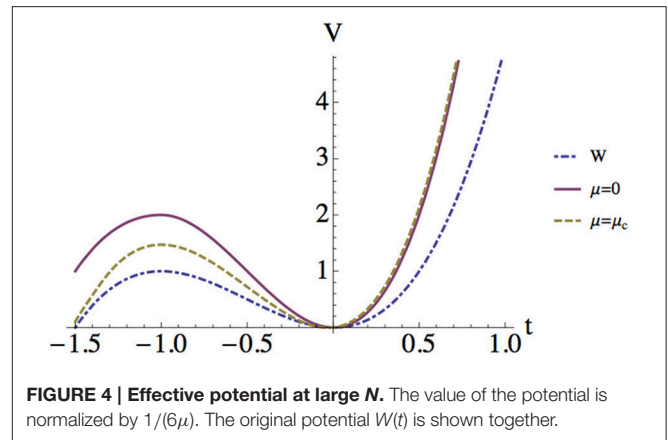 V
4
3
2
1
−1.5 −1.0 −0.5 0.5 1.0 t
W
μ=0
μ=μc
FIGURE 4 | Effective potential at large N. The value of the potential is
normalized by 1/(6μ). The original potential W(t) is shown together.